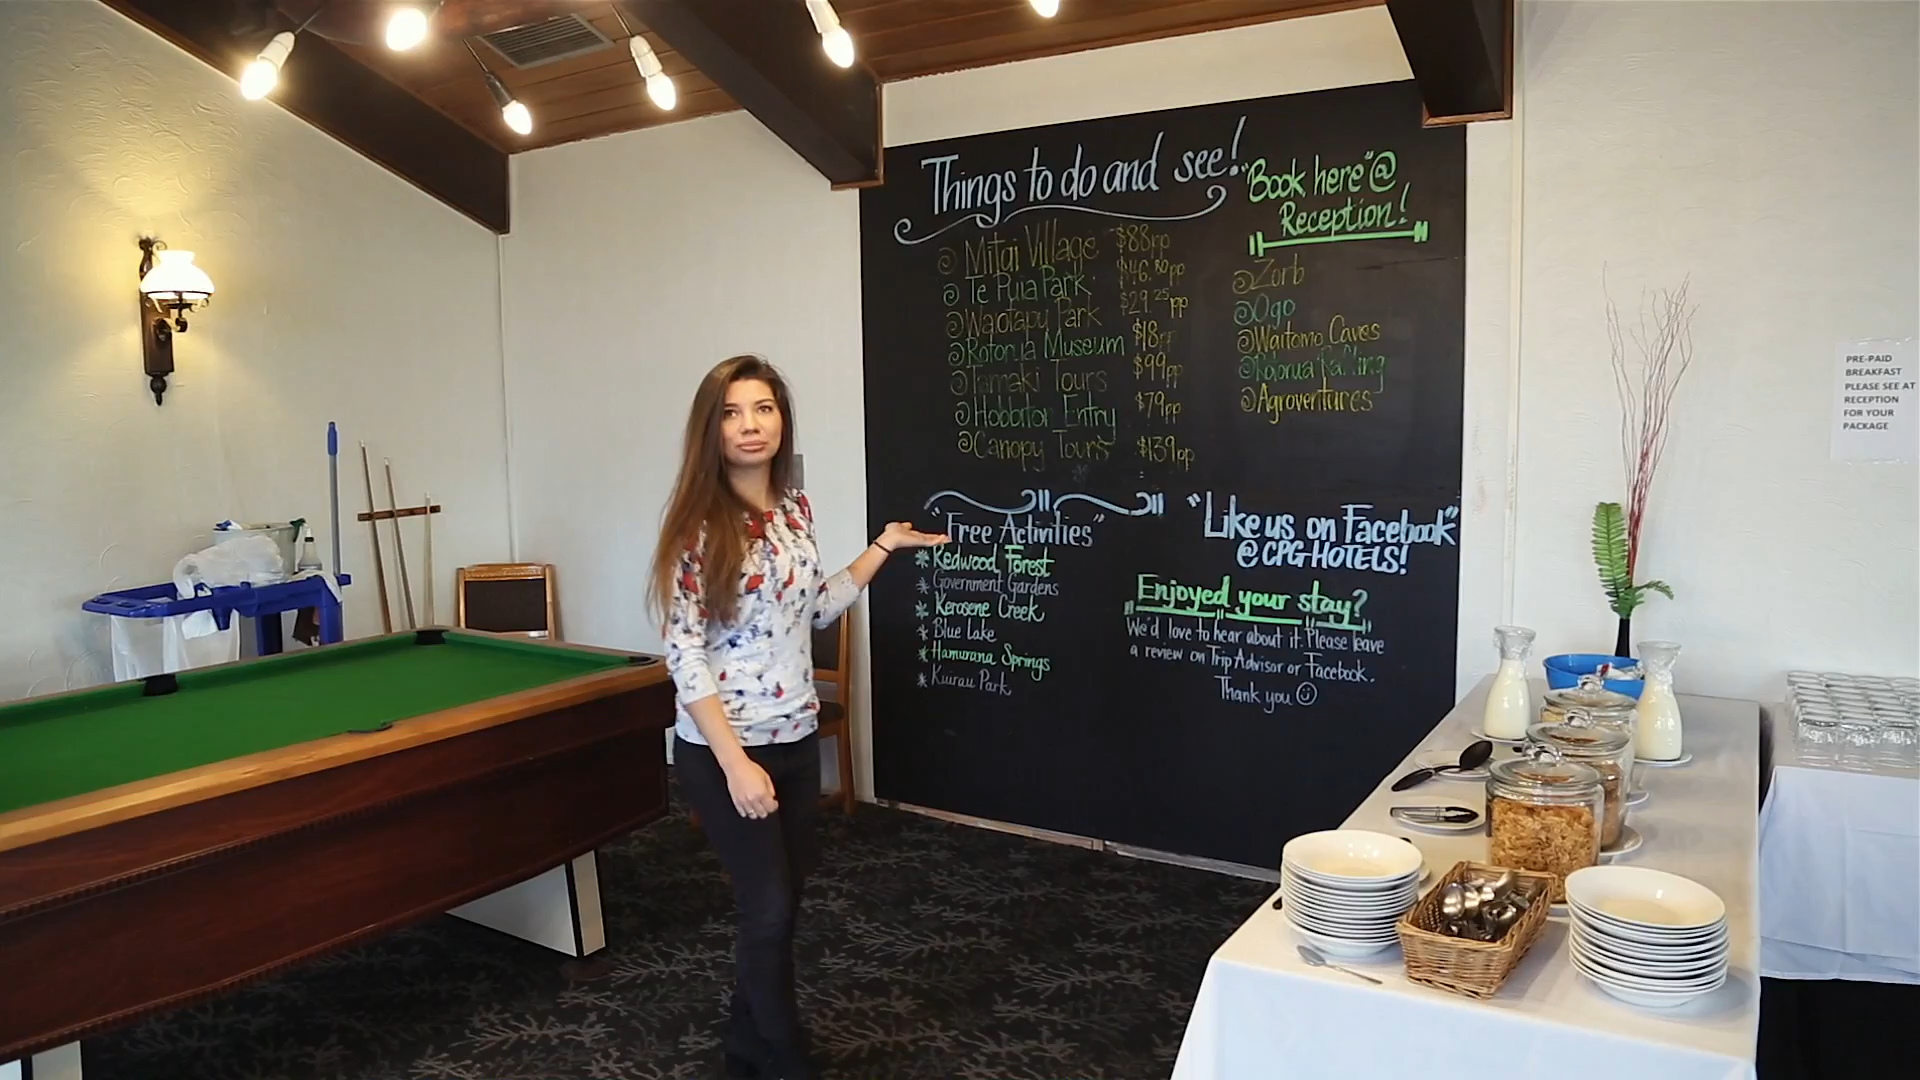 Things to do and see!
Mitai Village $88pp
Te Puia Park $46.80pp
Waiotapu Park $29.25pp
Rotorua Museum $18pp
Tamaki Tours $99pp
Hobbiton Entry $79pp
Canopy Tours $139pp
"Book here" @
Reception!
Zorb
Ogo
Waitomo Caves
Rotorua Rafting
Agroventures
"Free Activities"
* Redwood Forest
* Government Gardens
* Kerosene Creek
* Blue Lake
* Hamurana Springs
* Kuirau Park
"Like us on Facebook"
@ CPG HOTELS!
Enjoyed your stay?
We'd love to hear about it. Please leave
a review on TripAdvisor or Facebook.
Thank you ☺
PRE-PAID
BREAKFAST
PLEASE SEE AT
RECEPTION
FOR YOUR
PACKAGE